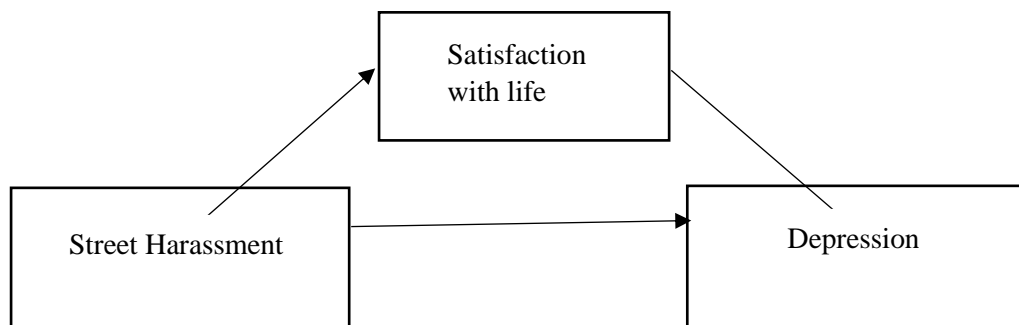 Satisfaction
with life
Street Harassment
Depression